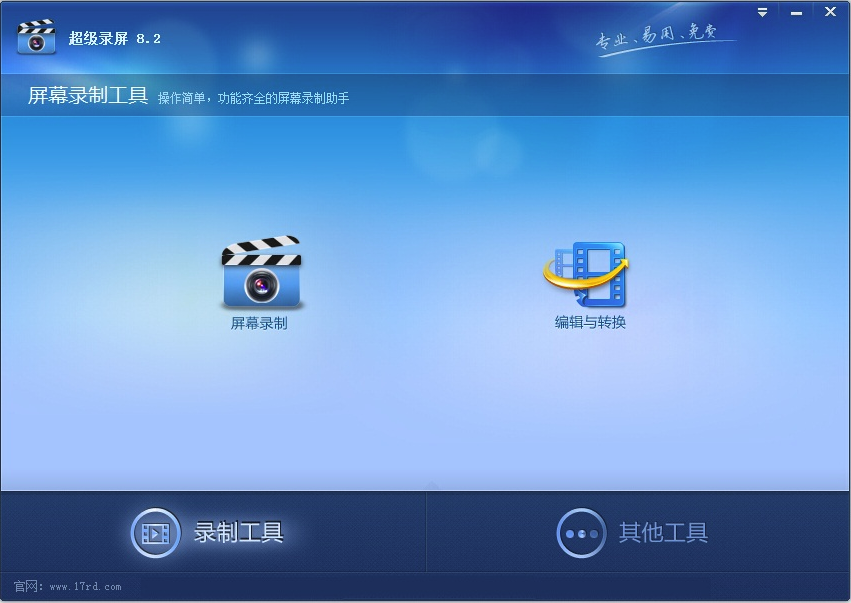 超级录屏 8.2
专业、易用、免费
屏幕录制工具 操作简单，功能齐全的屏幕录制助手
屏幕录制
编辑与转换
录制工具
其他工具
官网：www.17rd.com